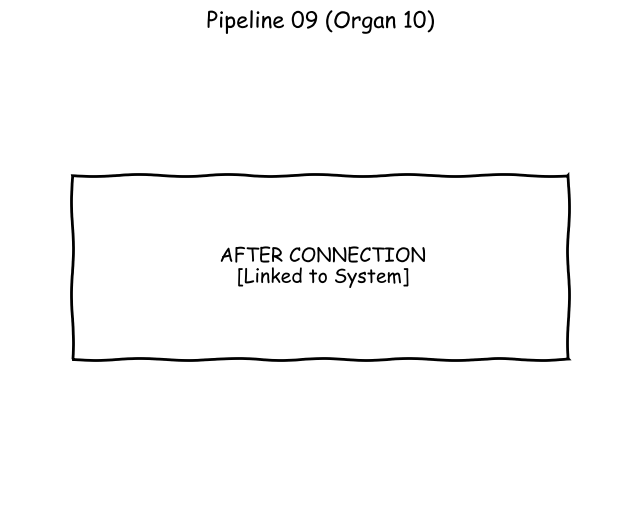 Pipeline 09 (Organ 10)
AFTER CONNECTION
[Linked to System]